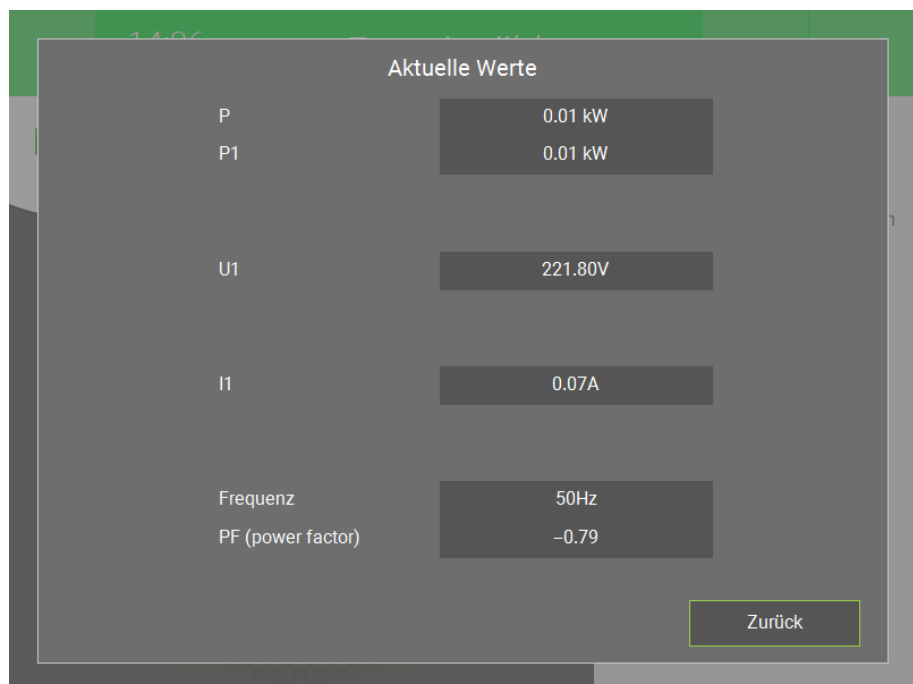 Aktuelle Werte
P 0.01 kW
P1 0.01 kW
U1 221.80V
I1 0.07A
Frequenz 50Hz
PF (power factor) –0.79
Zurück